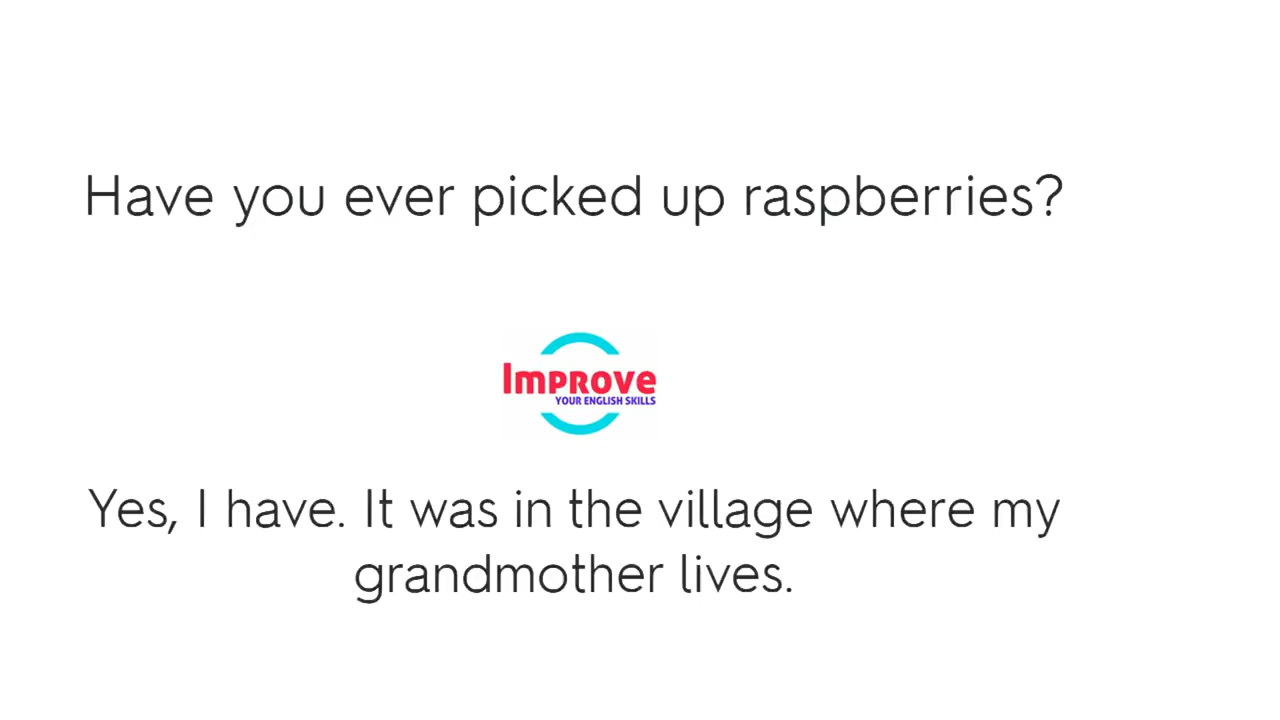 Have you ever picked up raspberries?
Improve
YOUR ENGLISH SKILLS
Yes, I have. It was in the village where my
grandmother lives.